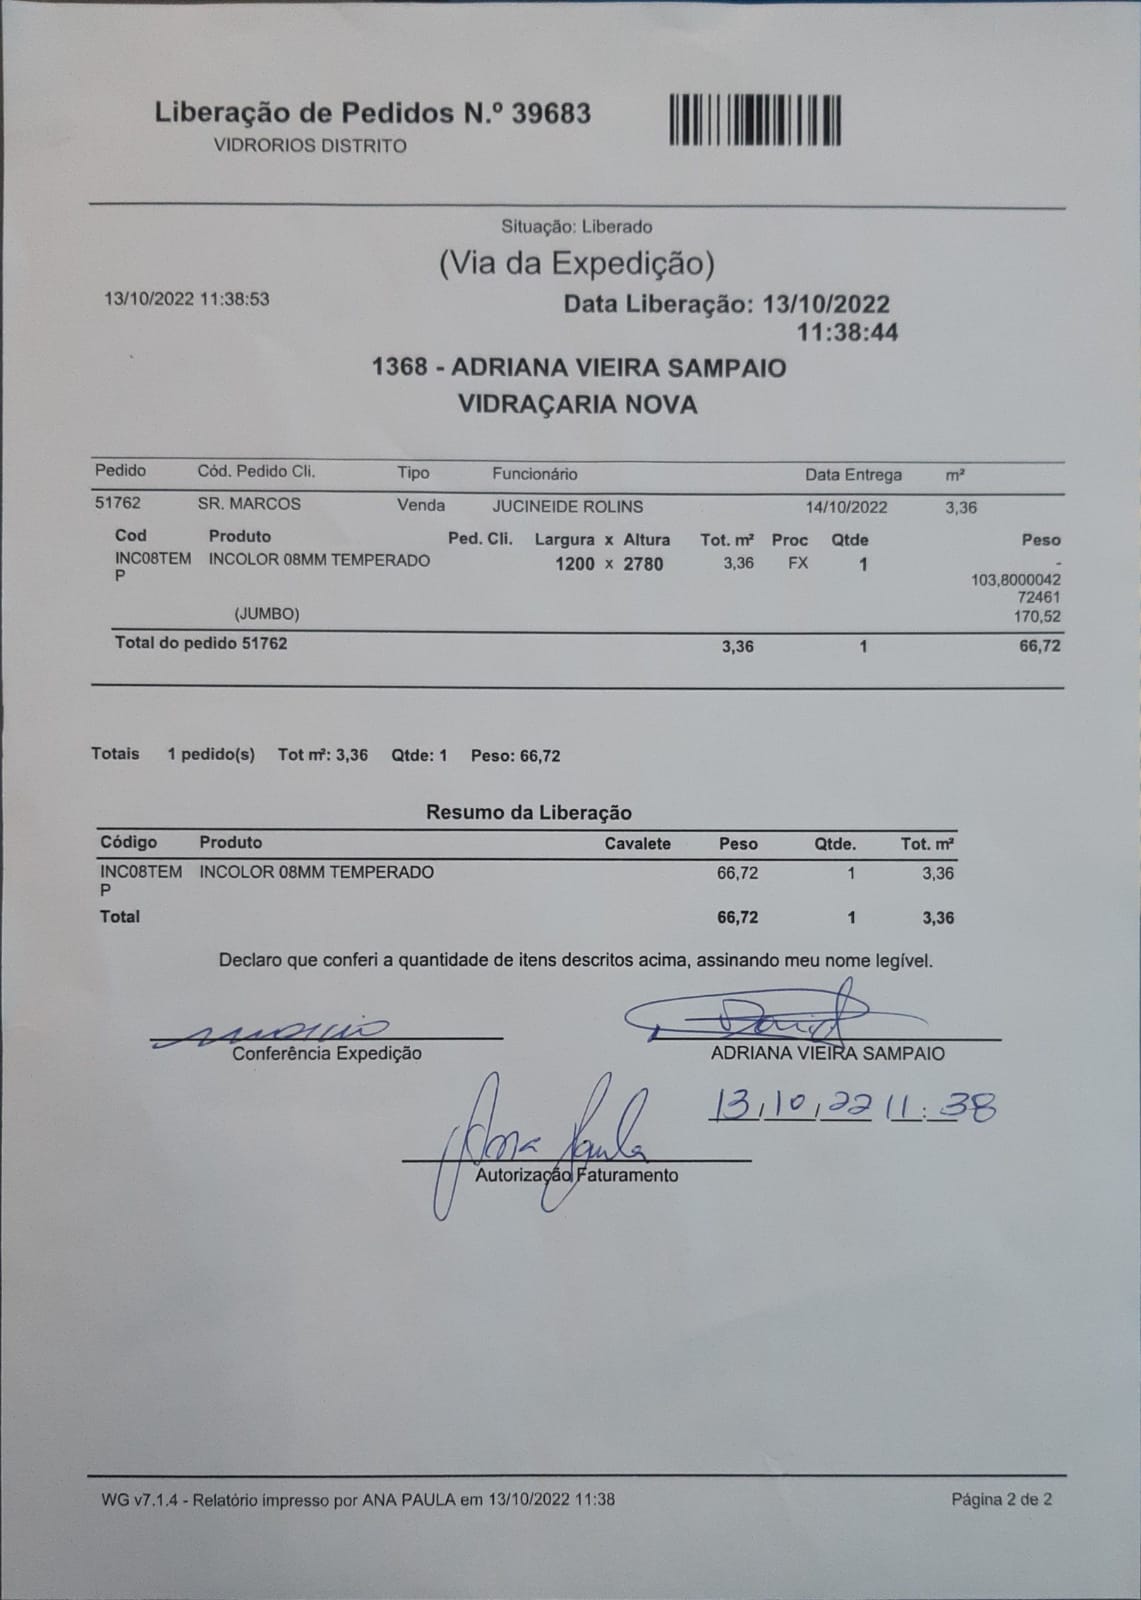 Liberação de Pedidos N.º 39683
VIDRORIOS DISTRITO
Situação: Liberado
(Via da Expedição)
13/10/2022 11:38:53
Data Liberação: 13/10/2022
11:38:44
1368 - ADRIANA VIEIRA SAMPAIO
VIDRAÇARIA NOVA
Pedido Cód. Pedido Cli. Tipo Funcionário Data Entrega m²
51762 SR. MARCOS Venda JUCINEIDE ROLINS 14/10/2022 3,36
Cod Produto Ped. Cli. Largura x Altura Tot. m² Proc Qtde Peso
INC08TEM INCOLOR 08MM TEMPERADO 1200 x 2780 3,36 FX 1 -
P 103,8000042
72461
(JUMBO) 170,52
Total do pedido 51762 3,36 1 66,72
Totais 1 pedido(s) Tot m²: 3,36 Qtde: 1 Peso: 66,72
Resumo da Liberação
Código Produto Cavalete Peso Qtde. Tot. m²
INC08TEM INCOLOR 08MM TEMPERADO 66,72 1 3,36
P
Total 66,72 1 3,36
Declaro que conferi a quantidade de itens descritos acima, assinando meu nome legível.
Conferência Expedição ADRIANA VIEIRA SAMPAIO
13,10,22 11:38
Ana Paula
Autorização Faturamento
WG v7.1.4 - Relatório impresso por ANA PAULA em 13/10/2022 11:38 Página 2 de 2